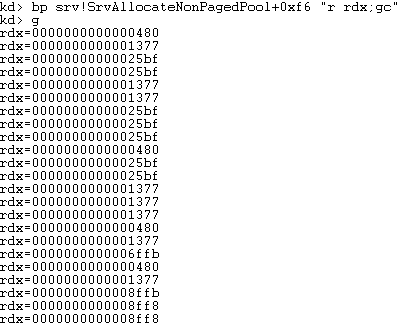 kd> bp srv!SrvAllocateNonPagedPool+0xf6 "r rdx;gc"
kd> g
rdx=0000000000000480
rdx=0000000000001377
rdx=00000000000025bf
rdx=0000000000001377
rdx=00000000000025bf
rdx=0000000000001377
rdx=00000000000025bf
rdx=00000000000025bf
rdx=00000000000025bf
rdx=0000000000000480
rdx=00000000000025bf
rdx=00000000000025bf
rdx=0000000000001377
rdx=0000000000001377
rdx=0000000000001377
rdx=0000000000000480
rdx=0000000000001377
rdx=0000000000006ffb
rdx=0000000000000480
rdx=0000000000001377
rdx=0000000000008ffb
rdx=0000000000008ff8
rdx=0000000000008ff8